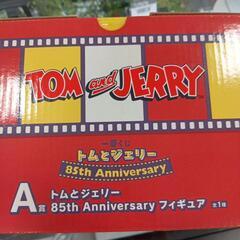 TOM and JERRY
一番くじ
トムとジェリー
85th Anniversary
A賞 トムとジェリー
85th Anniversary フィギュア 全1種